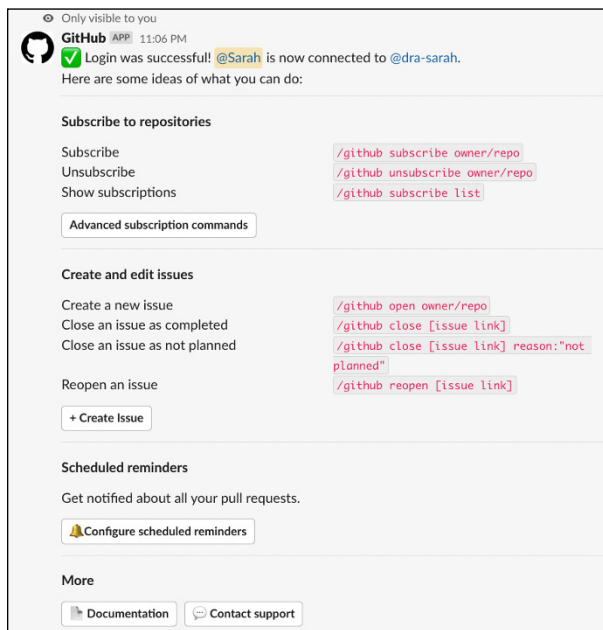 Only visible to you
GitHub APP 11:06 PM
✅ Login was successful! @Sarah is now connected to @dra-sarah.
Here are some ideas of what you can do:
Subscribe to repositories
Subscribe /github subscribe owner/repo
Unsubscribe /github unsubscribe owner/repo
Show subscriptions /github subscribe list
Advanced subscription commands
Create and edit issues
Create a new issue /github open owner/repo
Close an issue as completed /github close [issue link]
Close an issue as not planned /github close [issue link] reason:"not
planned"
Reopen an issue /github reopen [issue link]
+ Create Issue
Scheduled reminders
Get notified about all your pull requests.
🔔Configure scheduled reminders
More
📄 Documentation 💬 Contact support